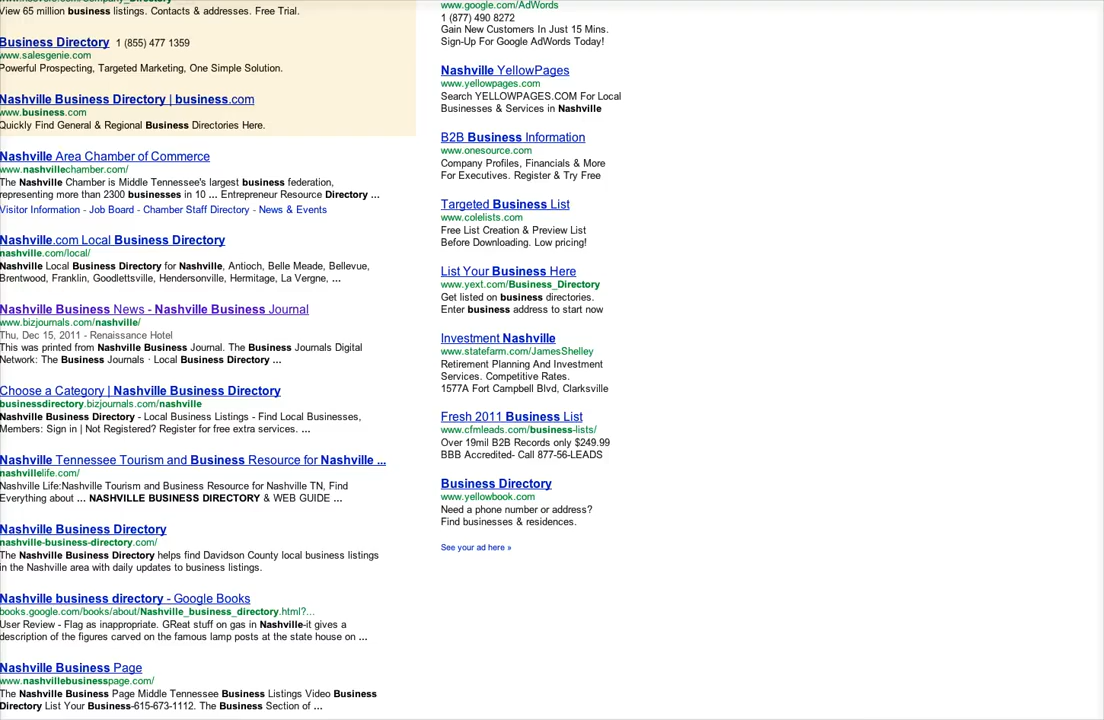 View 65 million business listings. Contacts & addresses. Free Trial.
Business Directory 1 (855) 477 1359
www.salesgenie.com
Powerful Prospecting, Targeted Marketing, One Simple Solution.
Nashville Business Directory | business.com
www.business.com
Quickly Find General & Regional Business Directories Here.
Nashville Area Chamber of Commerce
www.nashvillechamber.com/
The Nashville Chamber is Middle Tennessee's largest business federation,
representing more than 2300 businesses in 10 ... Entrepreneur Resource Directory ...
Visitor Information - Job Board - Chamber Staff Directory - News & Events
Nashville.com Local Business Directory
nashville.com/local/
Nashville Local Business Directory for Nashville, Antioch, Belle Meade, Bellevue,
Brentwood, Franklin, Goodlettsville, Hendersonville, Hermitage, La Vergne, ...
Nashville Business News - Nashville Business Journal
www.bizjournals.com/nashville/
Thu, Dec 15, 2011 - Renaissance Hotel
This was printed from Nashville Business Journal. The Business Journals Digital
Network: The Business Journals · Local Business Directory ...
Choose a Category | Nashville Business Directory
businessdirectory.bizjournals.com/nashville
Nashville Business Directory - Local Business Listings - Find Local Businesses,
Members: Sign in | Not Registered? Register for free extra services. ...
Nashville Tennessee Tourism and Business Resource for Nashville ...
nashvillelife.com/
Nashville Life:Nashville Tourism and Business Resource for Nashville TN, Find
Everything about ... NASHVILLE BUSINESS DIRECTORY & WEB GUIDE ...
Nashville Business Directory
nashville-business-directory.com/
The Nashville Business Directory helps find Davidson County local business listings
in the Nashville area with daily updates to business listings.
Nashville business directory - Google Books
books.google.com/books/about/Nashville_business_directory.html?...
User Review - Flag as inappropriate. GReat stuff on gas in Nashville-it gives a
description of the figures carved on the famous lamp posts at the state house on ...
Nashville Business Page
www.nashvillebusinesspage.com/
The Nashville Business Page Middle Tennessee Business Listings Video Business
Directory List Your Business-615-673-1112. The Business Section of ...
www.google.com/AdWords
1 (877) 490 8272
Gain New Customers In Just 15 Mins.
Sign-Up For Google AdWords Today!
Nashville YellowPages
www.yellowpages.com
Search YELLOWPAGES.COM For Local
Businesses & Services in Nashville
B2B Business Information
www.onesource.com
Company Profiles, Financials & More
For Executives. Register & Try Free
Targeted Business List
www.colelists.com
Free List Creation & Preview List
Before Downloading. Low pricing!
List Your Business Here
www.yext.com/Business_Directory
Get listed on business directories.
Enter business address to start now
Investment Nashville
www.statefarm.com/JamesShelley
Retirement Planning And Investment
Services. Competitive Rates.
1577A Fort Campbell Blvd, Clarksville
Fresh 2011 Business List
www.cfmleads.com/business-lists/
Over 19mil B2B Records only $249.99
BBB Accredited- Call 877-56-LEADS
Business Directory
www.yellowbook.com
Need a phone number or address?
Find businesses & residences.
See your ad here »